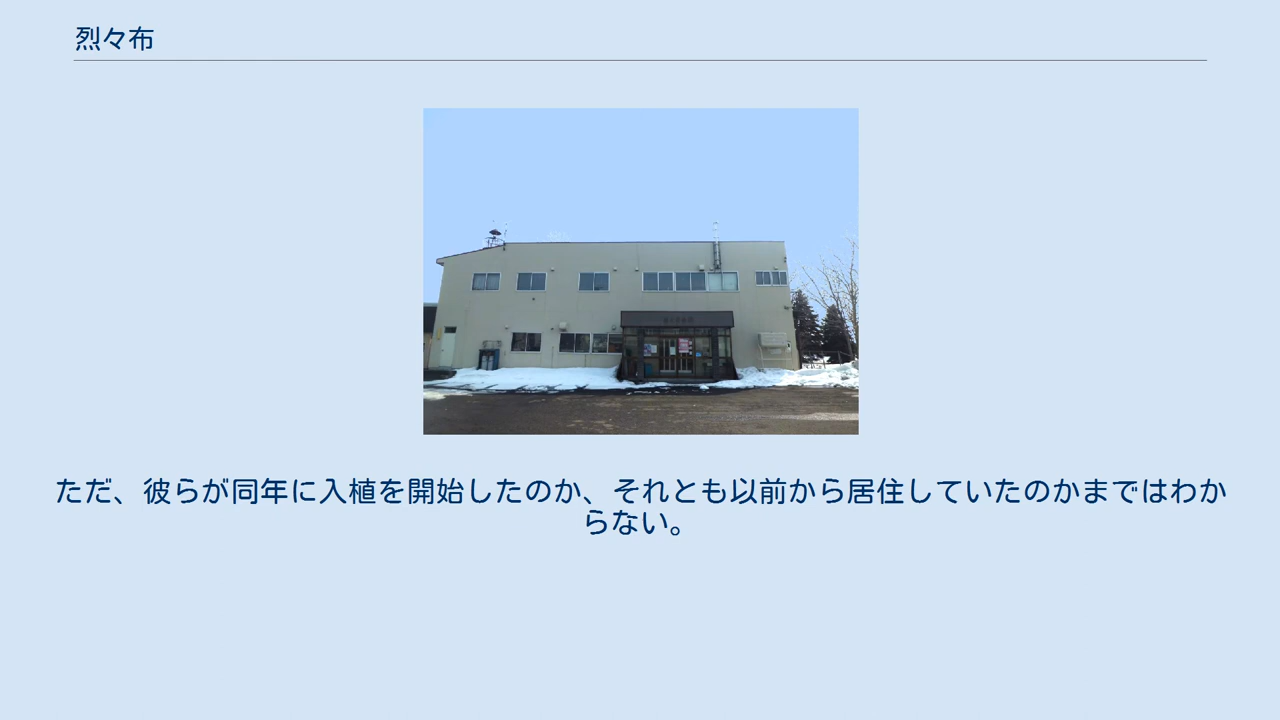 烈々布
ただ、彼らが同年に入植を開始したのか、それとも以前から居住していたのかまではわか
らない。